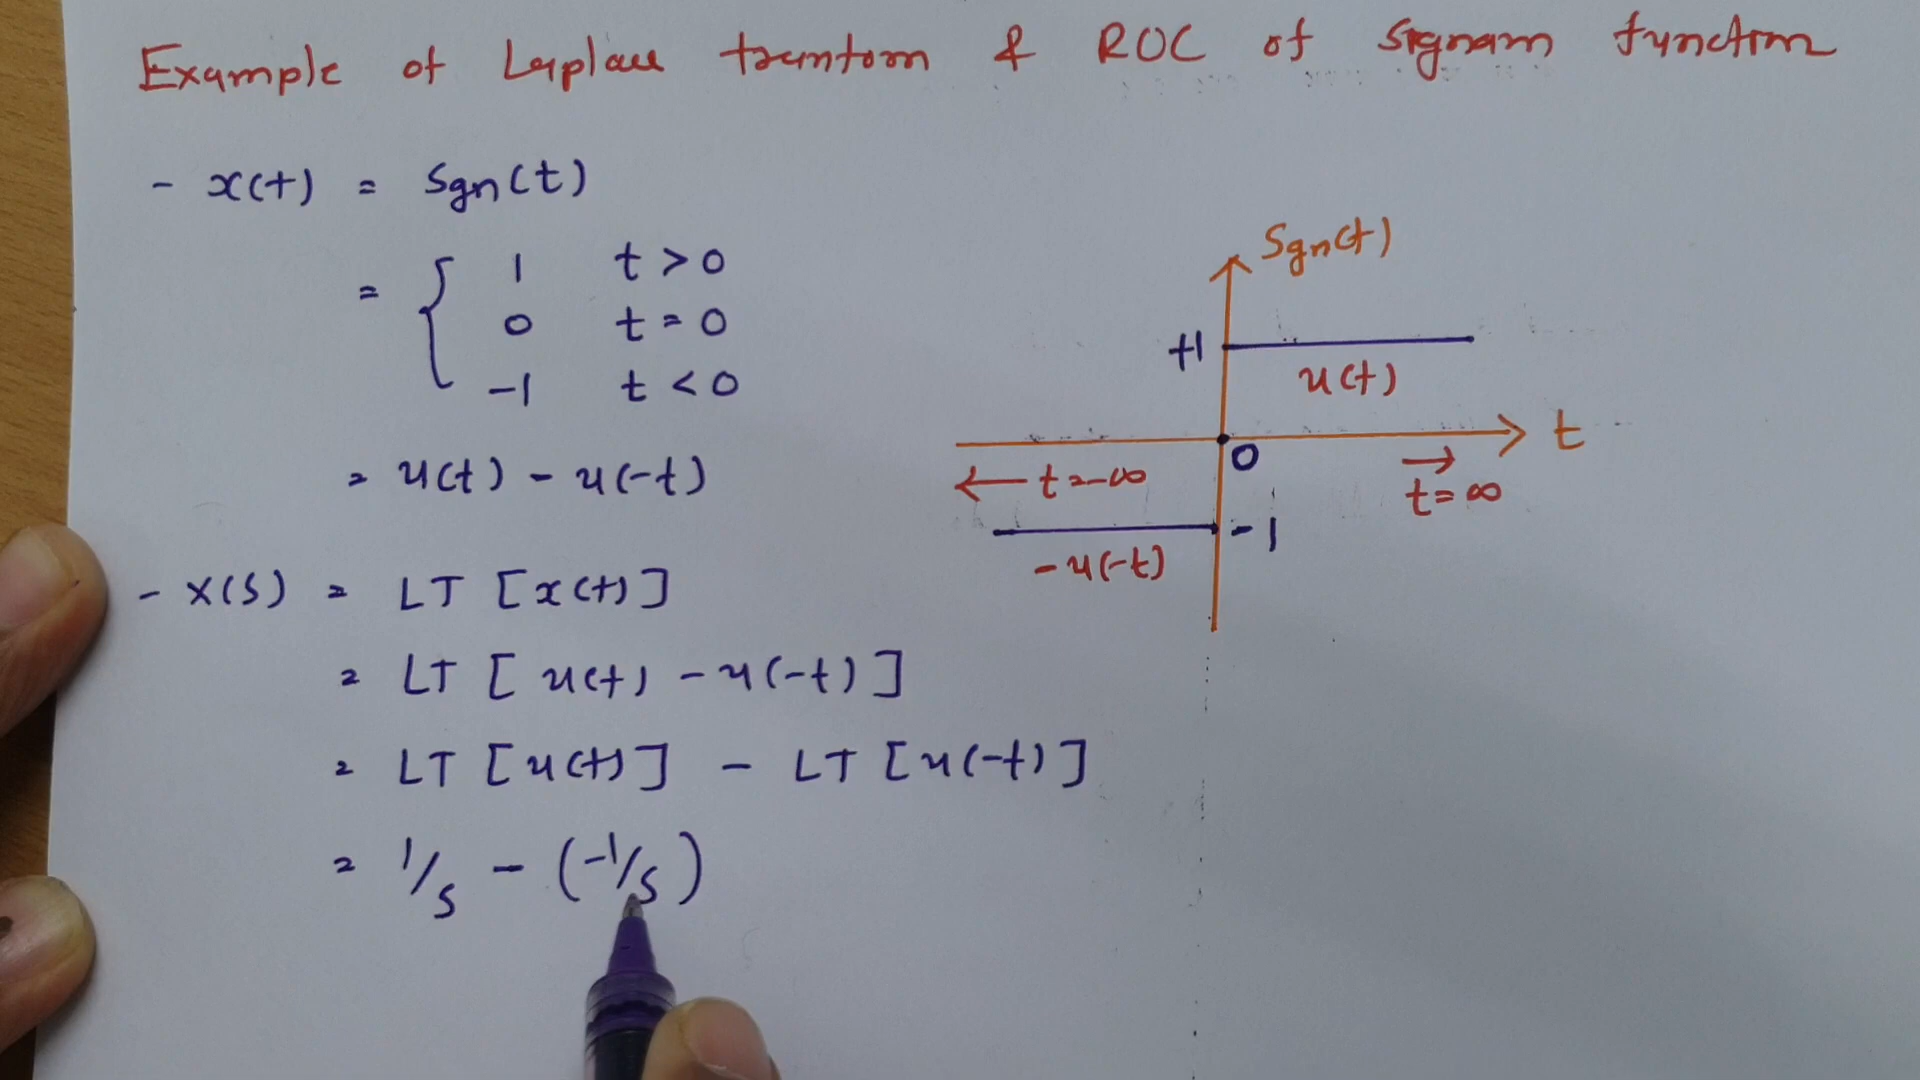 Example of Laplace transform & ROC of signam function
- x(t) = Sgn(t)
= { 1 t > 0
0 t = 0
-1 t < 0
= u(t) - u(-t)
- X(s) = LT [x(t)]
= LT [u(t) - u(-t)]
= LT [u(t)] - LT [u(-t)]
= 1/s - (-1/s)
Sgn(t)
+1
u(t)
t
0
← t=-∞
→
t=∞
-1
-u(-t)